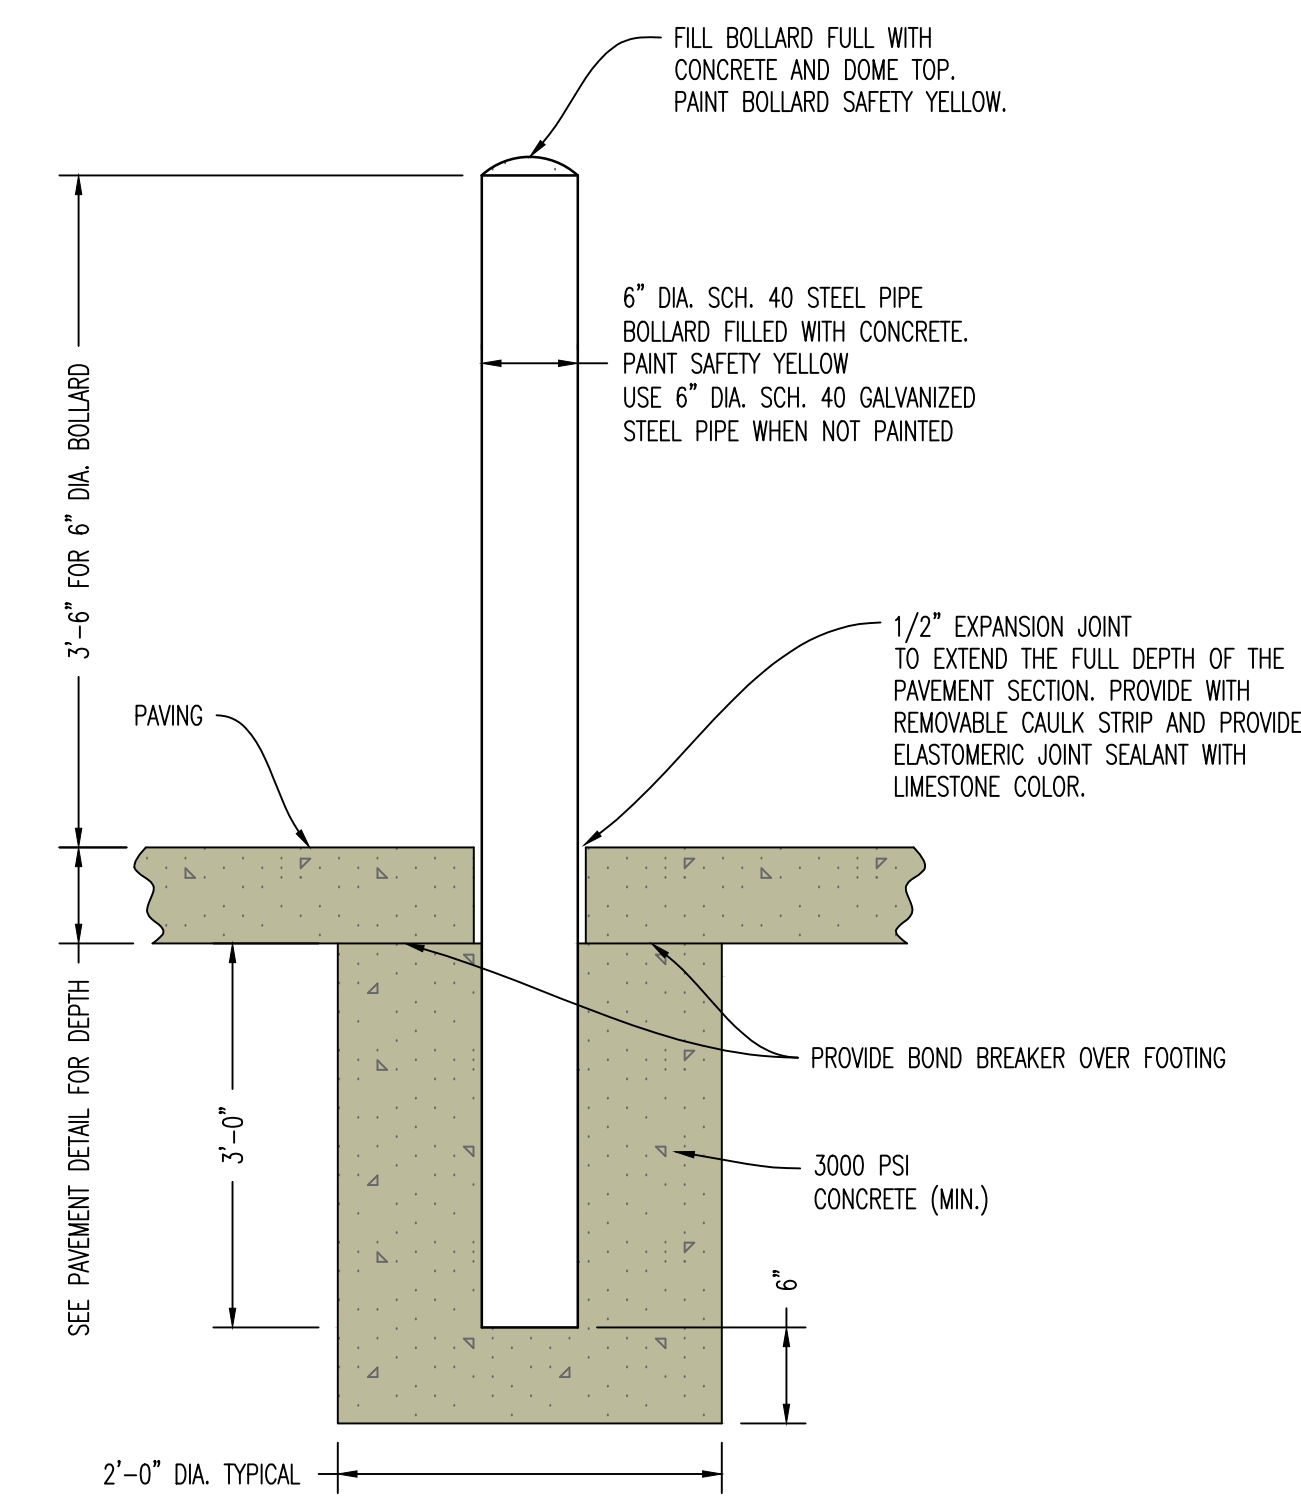 FILL BOLLARD FULL WITH
CONCRETE AND DOME TOP.
PAINT BOLLARD SAFETY YELLOW.
6” DIA. SCH. 40 STEEL PIPE
BOLLARD FILLED WITH CONCRETE.
PAINT SAFETY YELLOW
USE 6” DIA. SCH. 40 GALVANIZED
STEEL PIPE WHEN NOT PAINTED
3'-6” FOR 6” DIA. BOLLARD
1/2” EXPANSION JOINT
TO EXTEND THE FULL DEPTH OF THE
PAVEMENT SECTION. PROVIDE WITH
REMOVABLE CAULK STRIP AND PROVIDE
ELASTOMERIC JOINT SEALANT WITH
LIMESTONE COLOR.
PAVING
SEE PAVEMENT DETAIL FOR DEPTH
3'-0”
PROVIDE BOND BREAKER OVER FOOTING
3000 PSI
CONCRETE (MIN.)
6”
2'-0” DIA. TYPICAL